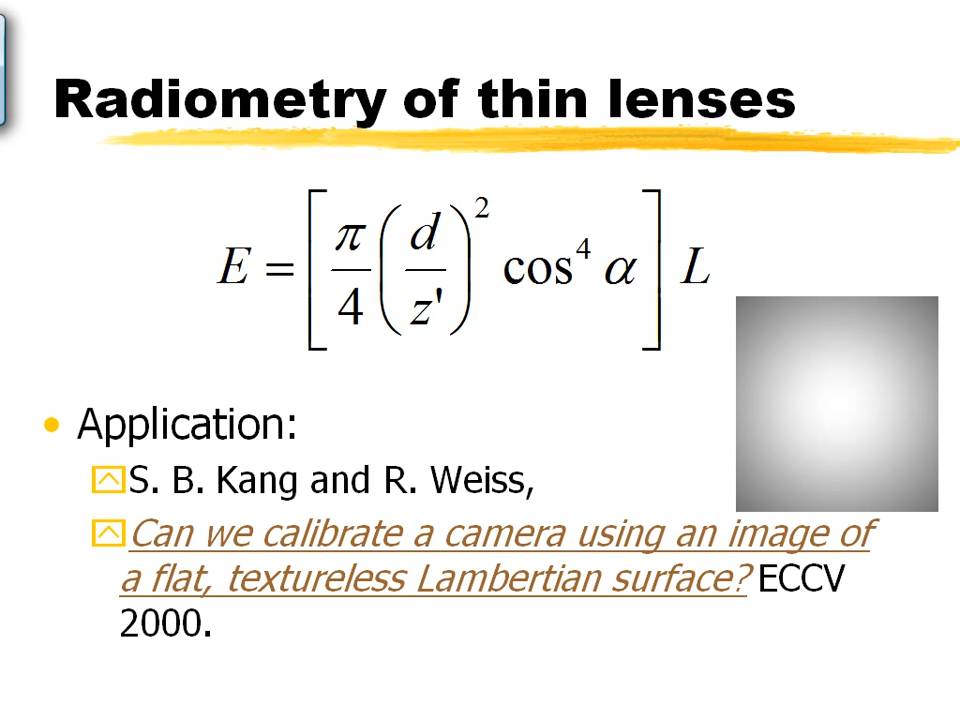 Radiometry of thin lenses
E = [ π/4 ( d/z' )² cos⁴ α ] L
• Application:
S. B. Kang and R. Weiss,
Can we calibrate a camera using an image of
a flat, textureless Lambertian surface? ECCV
2000.